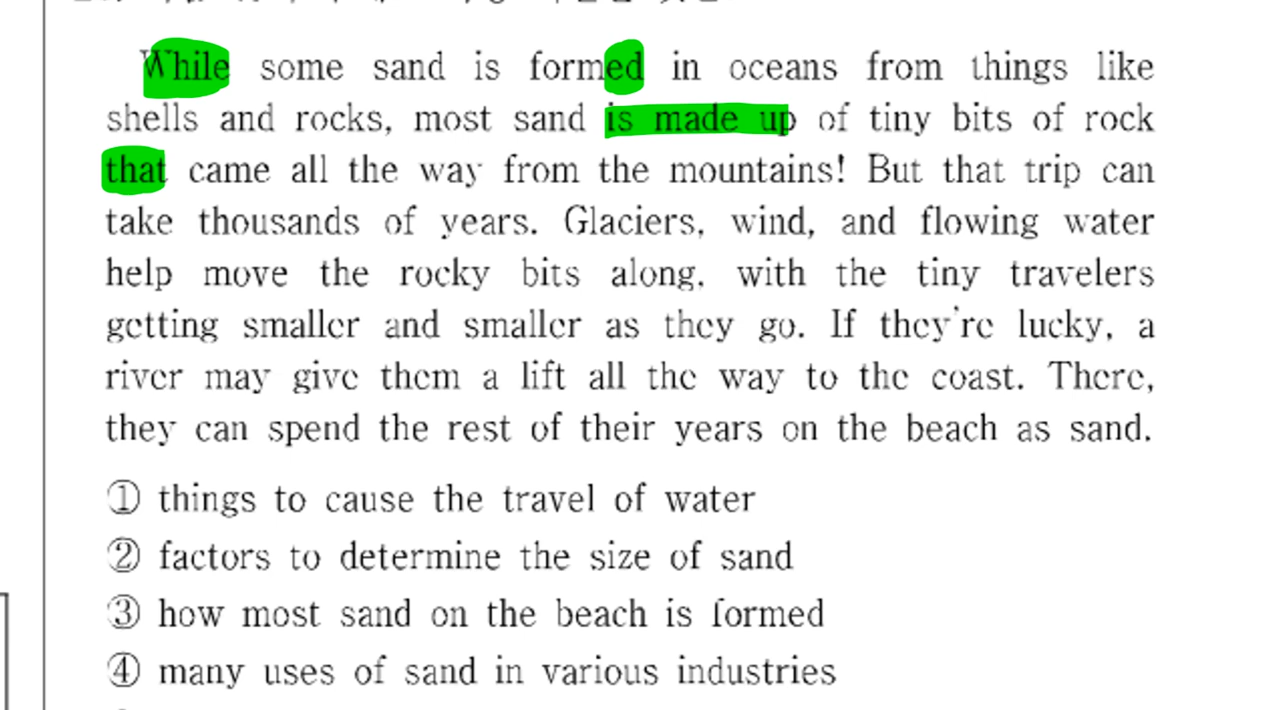 While some sand is formed in oceans from things like
shells and rocks, most sand is made up of tiny bits of rock
that came all the way from the mountains! But that trip can
take thousands of years. Glaciers, wind, and flowing water
help move the rocky bits along, with the tiny travelers
getting smaller and smaller as they go. If they're lucky, a
river may give them a lift all the way to the coast. There,
they can spend the rest of their years on the beach as sand.
① things to cause the travel of water
② factors to determine the size of sand
③ how most sand on the beach is formed
④ many uses of sand in various industries